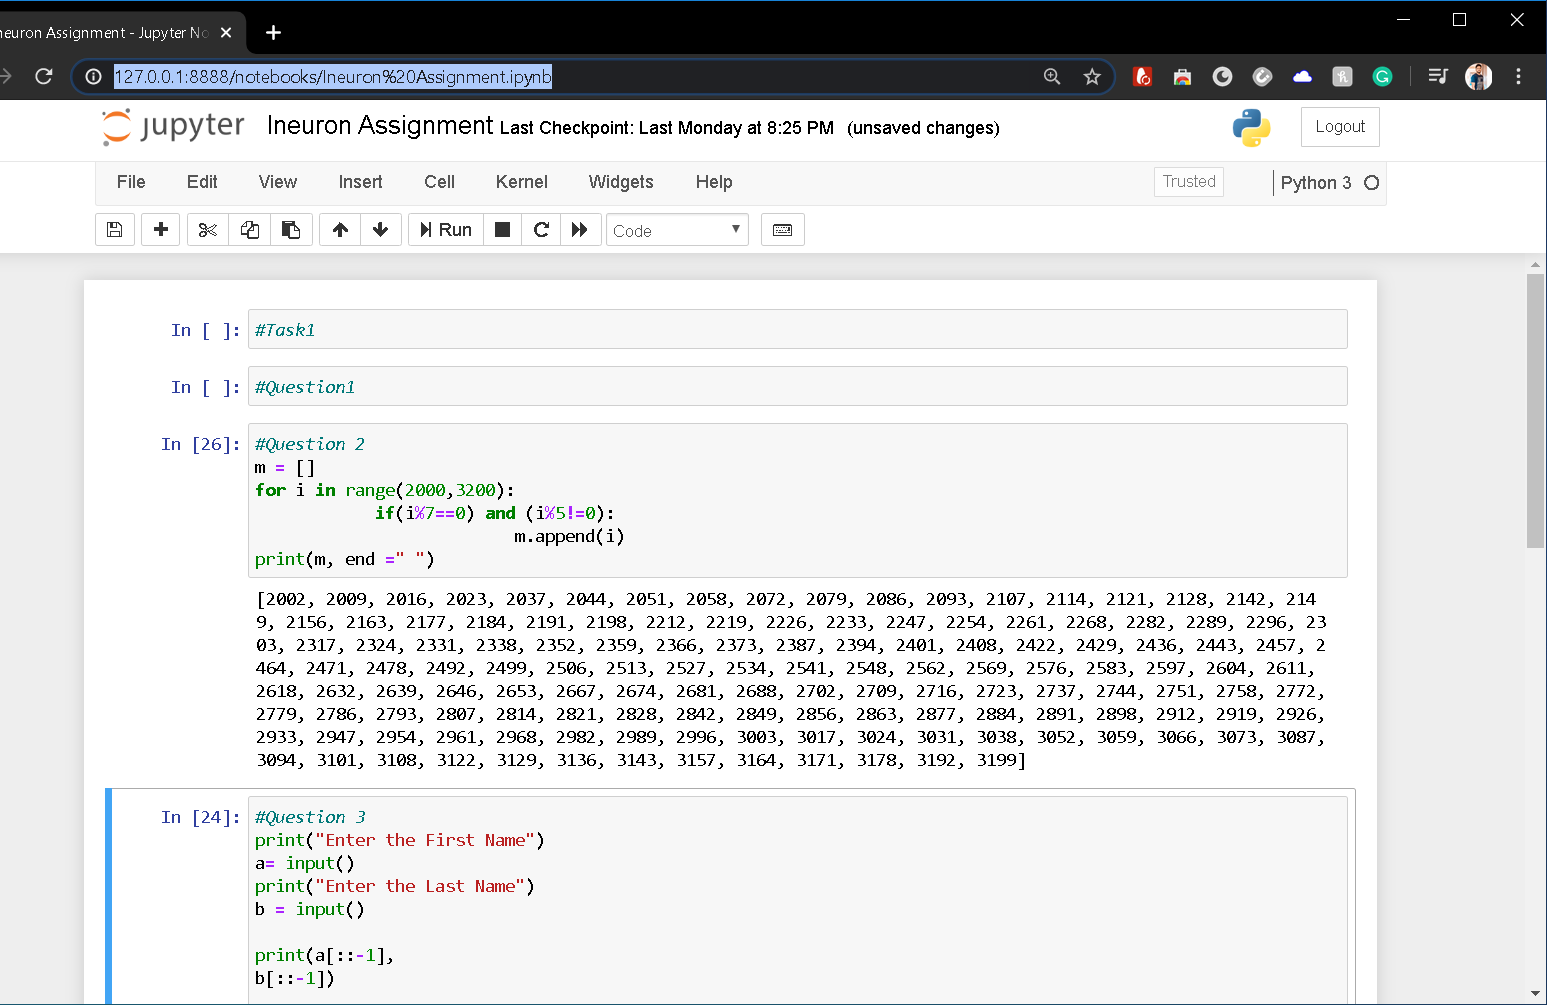 neuron Assignment - Jupyter No
127.0.0.1:8888/notebooks/Ineuron%20Assignment.ipynb
jupyter Ineuron Assignment Last Checkpoint: Last Monday at 8:25 PM (unsaved changes)
Logout
File Edit View Insert Cell Kernel Widgets Help Trusted Python 3
Run Code
In [ ]: #Task1
In [ ]: #Question1
In [26]: #Question 2
m = []
for i in range(2000,3200):
if(i%7==0) and (i%5!=0):
m.append(i)
print(m, end =" ")
[2002, 2009, 2016, 2023, 2037, 2044, 2051, 2058, 2072, 2079, 2086, 2093, 2107, 2114, 2121, 2128, 2142, 214
9, 2156, 2163, 2177, 2184, 2191, 2198, 2212, 2219, 2226, 2233, 2247, 2254, 2261, 2268, 2282, 2289, 2296, 23
03, 2317, 2324, 2331, 2338, 2352, 2359, 2366, 2373, 2387, 2394, 2401, 2408, 2422, 2429, 2436, 2443, 2457, 2
464, 2471, 2478, 2492, 2499, 2506, 2513, 2527, 2534, 2541, 2548, 2562, 2569, 2576, 2583, 2597, 2604, 2611,
2618, 2632, 2639, 2646, 2653, 2667, 2674, 2681, 2688, 2702, 2709, 2716, 2723, 2737, 2744, 2751, 2758, 2772,
2779, 2786, 2793, 2807, 2814, 2821, 2828, 2842, 2849, 2856, 2863, 2877, 2884, 2891, 2898, 2912, 2919, 2926,
2933, 2947, 2954, 2961, 2968, 2982, 2989, 2996, 3003, 3017, 3024, 3031, 3038, 3052, 3059, 3066, 3073, 3087,
3094, 3101, 3108, 3122, 3129, 3136, 3143, 3157, 3164, 3171, 3178, 3192, 3199]
In [24]: #Question 3
print("Enter the First Name")
a= input()
print("Enter the Last Name")
b = input()
print(a[::-1],
b[::-1])